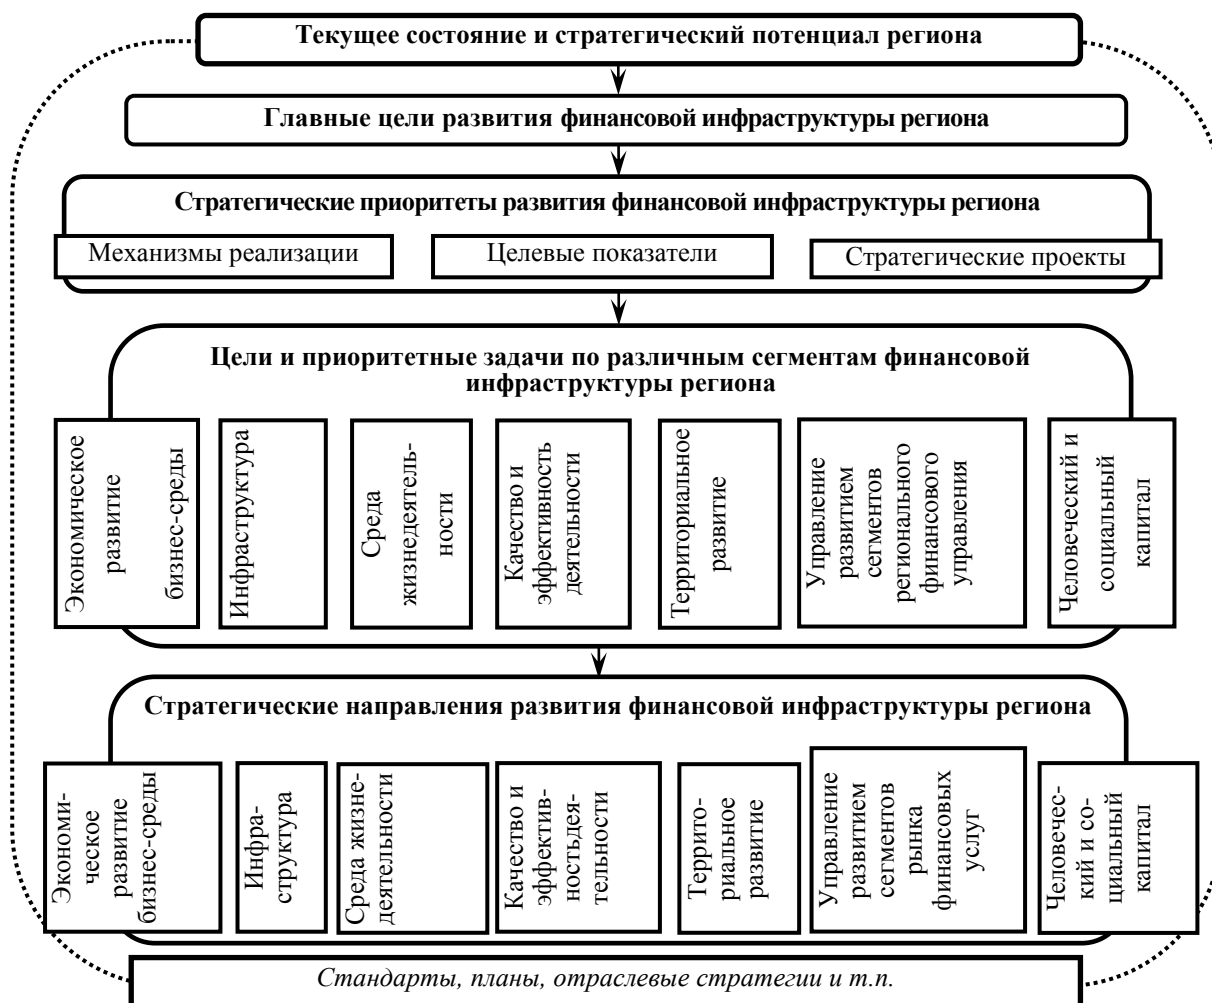 Текущее состояние и стратегический потенциал региона
Главные цели развития финансовой инфраструктуры региона
Стратегические приоритеты развития финансовой инфраструктуры региона
Механизмы реализации
Целевые показатели
Стратегические проекты
Цели и приоритетные задачи по различным сегментам финансовой
инфраструктуры региона
Экономическое
развитие
бизнес-среды
Инфраструктура
Среда
жизнедеятель-
ности
Качество и
эффективность
деятельности
Территориальное
развитие
Управление
развитием
сегментов
регионального
финансового
управления
Человеческий и
социальный
капитал
Стратегические направления развития финансовой инфраструктуры региона
Экономи-
ческое
развитие
бизнес-среды
Инфра-
структура
Среда жизне-
деятельности
Качество и
эффектив-
ностьдея-
тельности
Террито-
риальное
развитие
Управление
развитием
сегментов
рынка
финансовых
услуг
Человечес-
кий и со-
циальный
капитал
Стандарты, планы, отраслевые стратегии и т.п.